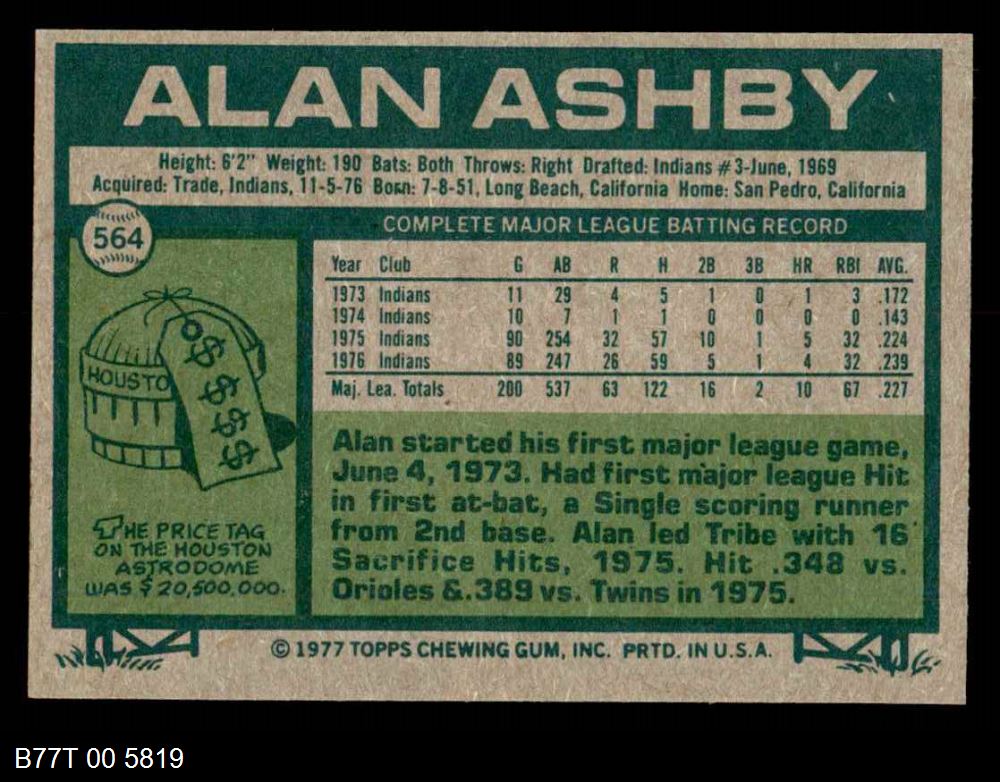 ALAN ASHBY
Height: 6'2" Weight: 190 Bats: Both Throws: Right Drafted: Indians #3-June, 1969
Acquired: Trade, Indians, 11-5-76 Born: 7-8-51, Long Beach, California Home: San Pedro, California
564
COMPLETE MAJOR LEAGUE BATTING RECORD
Year Club G AB R H 2B 3B HR RBI AVG.
1973 Indians 11 29 4 5 1 0 1 3 .172
1974 Indians 10 7 1 1 0 0 0 0 .143
1975 Indians 90 254 32 57 10 1 5 32 .224
1976 Indians 89 247 26 59 5 1 4 32 .239
Maj. Lea. Totals 200 537 63 122 16 2 10 67 .227
HOUSTO
$ $ $ $
THE PRICE TAG
ON THE HOUSTON
ASTRODOME
WAS $20,500,000.
Alan started his first major league game,
June 4, 1973. Had first major league Hit
in first at-bat, a Single scoring runner
from 2nd base. Alan led Tribe with 16
Sacrifice Hits, 1975. Hit .348 vs.
Orioles &.389 vs. Twins in 1975.
© 1977 TOPPS CHEWING GUM, INC. PRTD. IN U.S.A.
B77T 00 5819